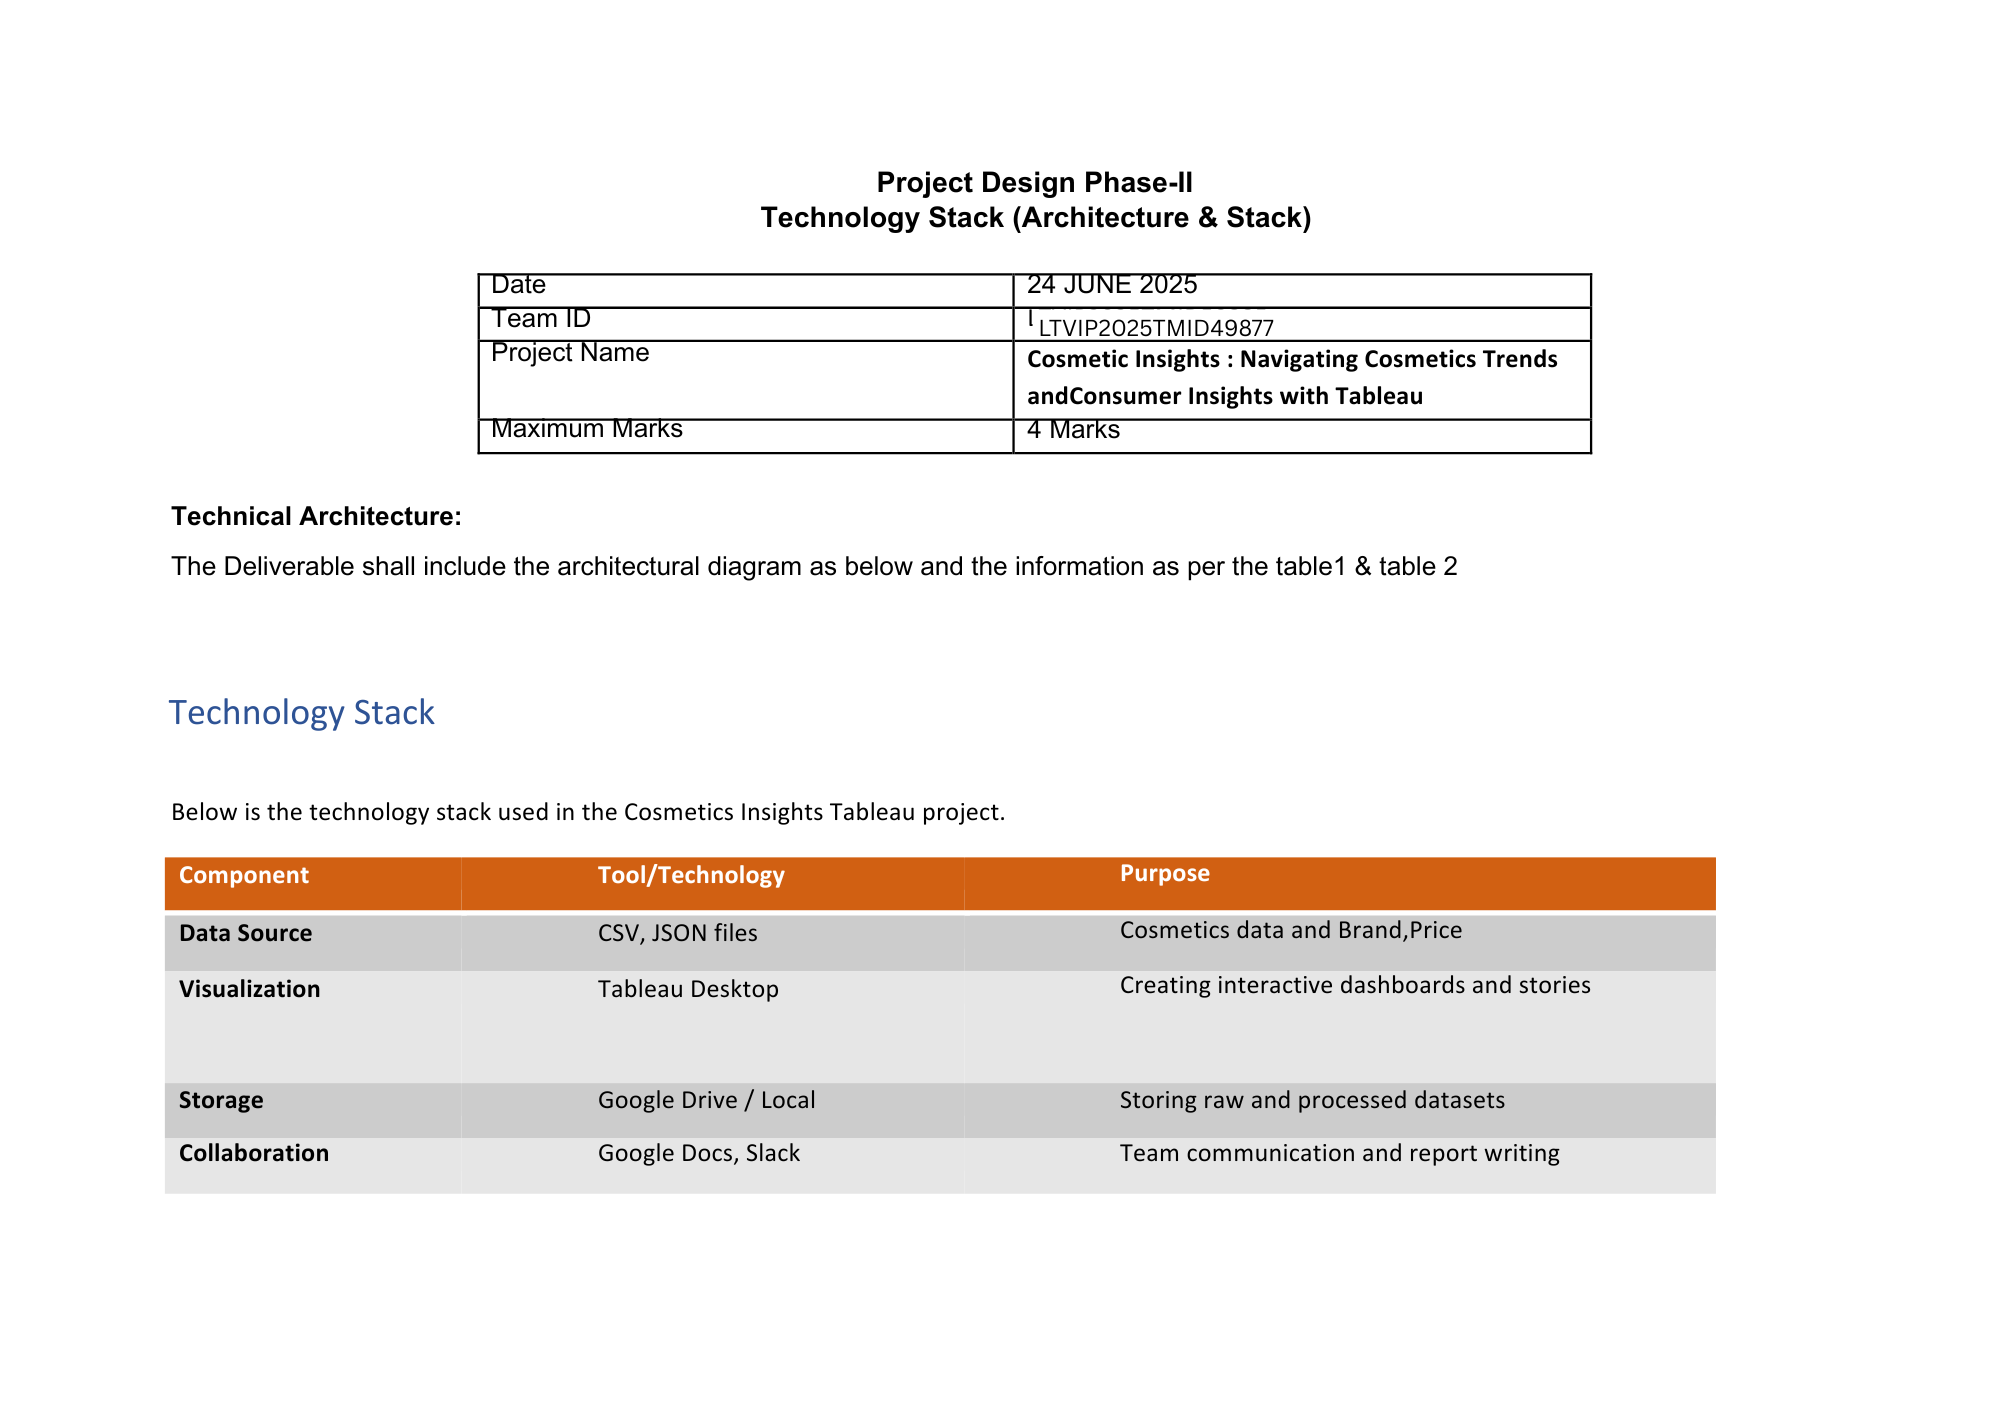 Project Design Phase-II
Technology Stack (Architecture & Stack)
Date 24 JUNE 2025
Team ID LTVIP2025TMID49877
Project Name Cosmetic Insights : Navigating Cosmetics Trends
andConsumer Insights with Tableau
Maximum Marks 4 Marks
Technical Architecture:
The Deliverable shall include the architectural diagram as below and the information as per the table1 & table 2
Technology Stack
Below is the technology stack used in the Cosmetics Insights Tableau project.
Component Tool/Technology Purpose
Data Source CSV, JSON files Cosmetics data and Brand,Price
Visualization Tableau Desktop Creating interactive dashboards and stories
Storage Google Drive / Local Storing raw and processed datasets
Collaboration Google Docs, Slack Team communication and report writing